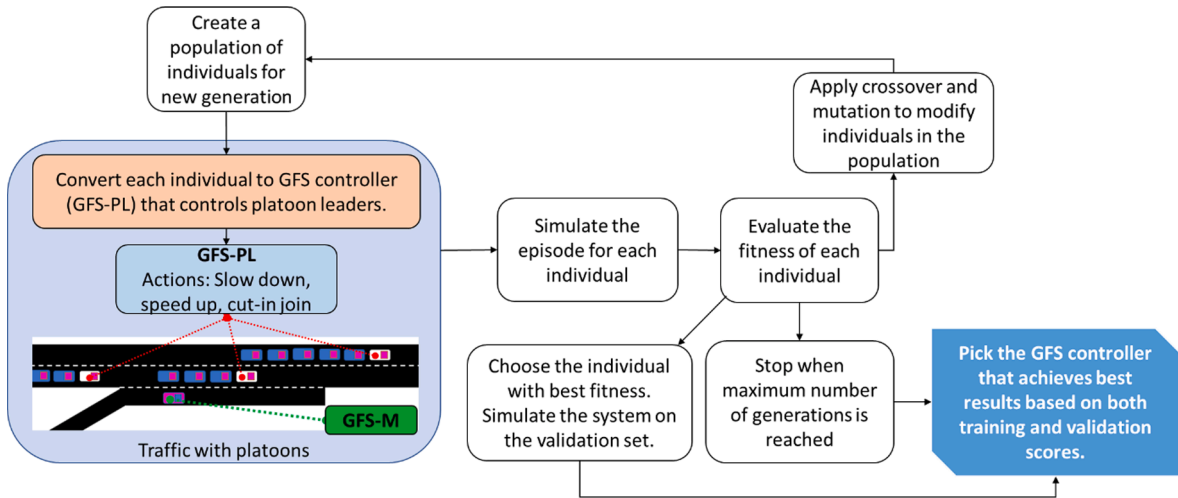 Create a
population of
individuals for
new generation
Apply crossover and
mutation to modify
individuals in the
population
Convert each individual to GFS controller
(GFS-PL) that controls platoon leaders.
GFS-PL
Actions: Slow down,
speed up, cut-in join
GFS-M
Traffic with platoons
Simulate the
episode for each
individual
Evaluate the
fitness of each
individual
Choose the individual
with best fitness.
Simulate the system on
the validation set.
Stop when
maximum number
of generations is
reached
Pick the GFS controller
that achieves best
results based on both
training and validation
scores.